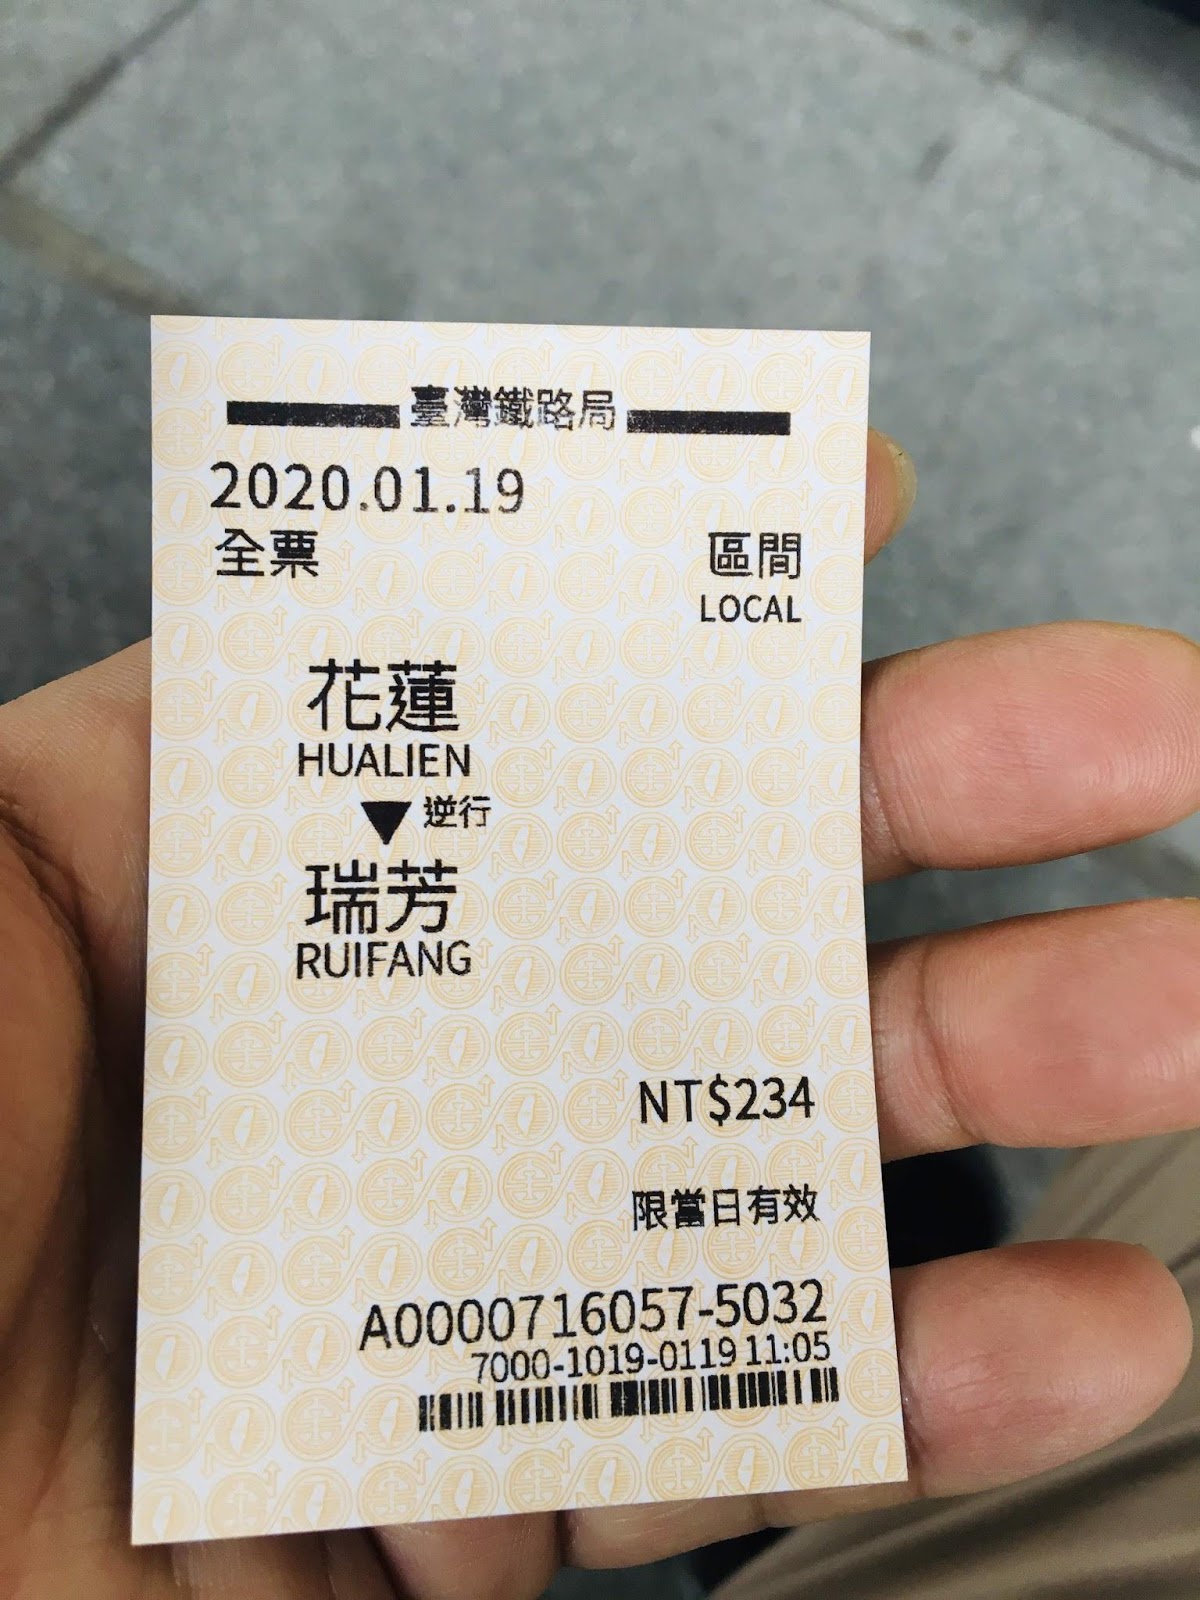 臺灣鐵路局
2020.01.19
全票 區間
LOCAL
花蓮
HUALIEN
逆行
瑞芳
RUIFANG
NT$234
限當日有效
A0000716057-5032
7000-1019-0119 11:05